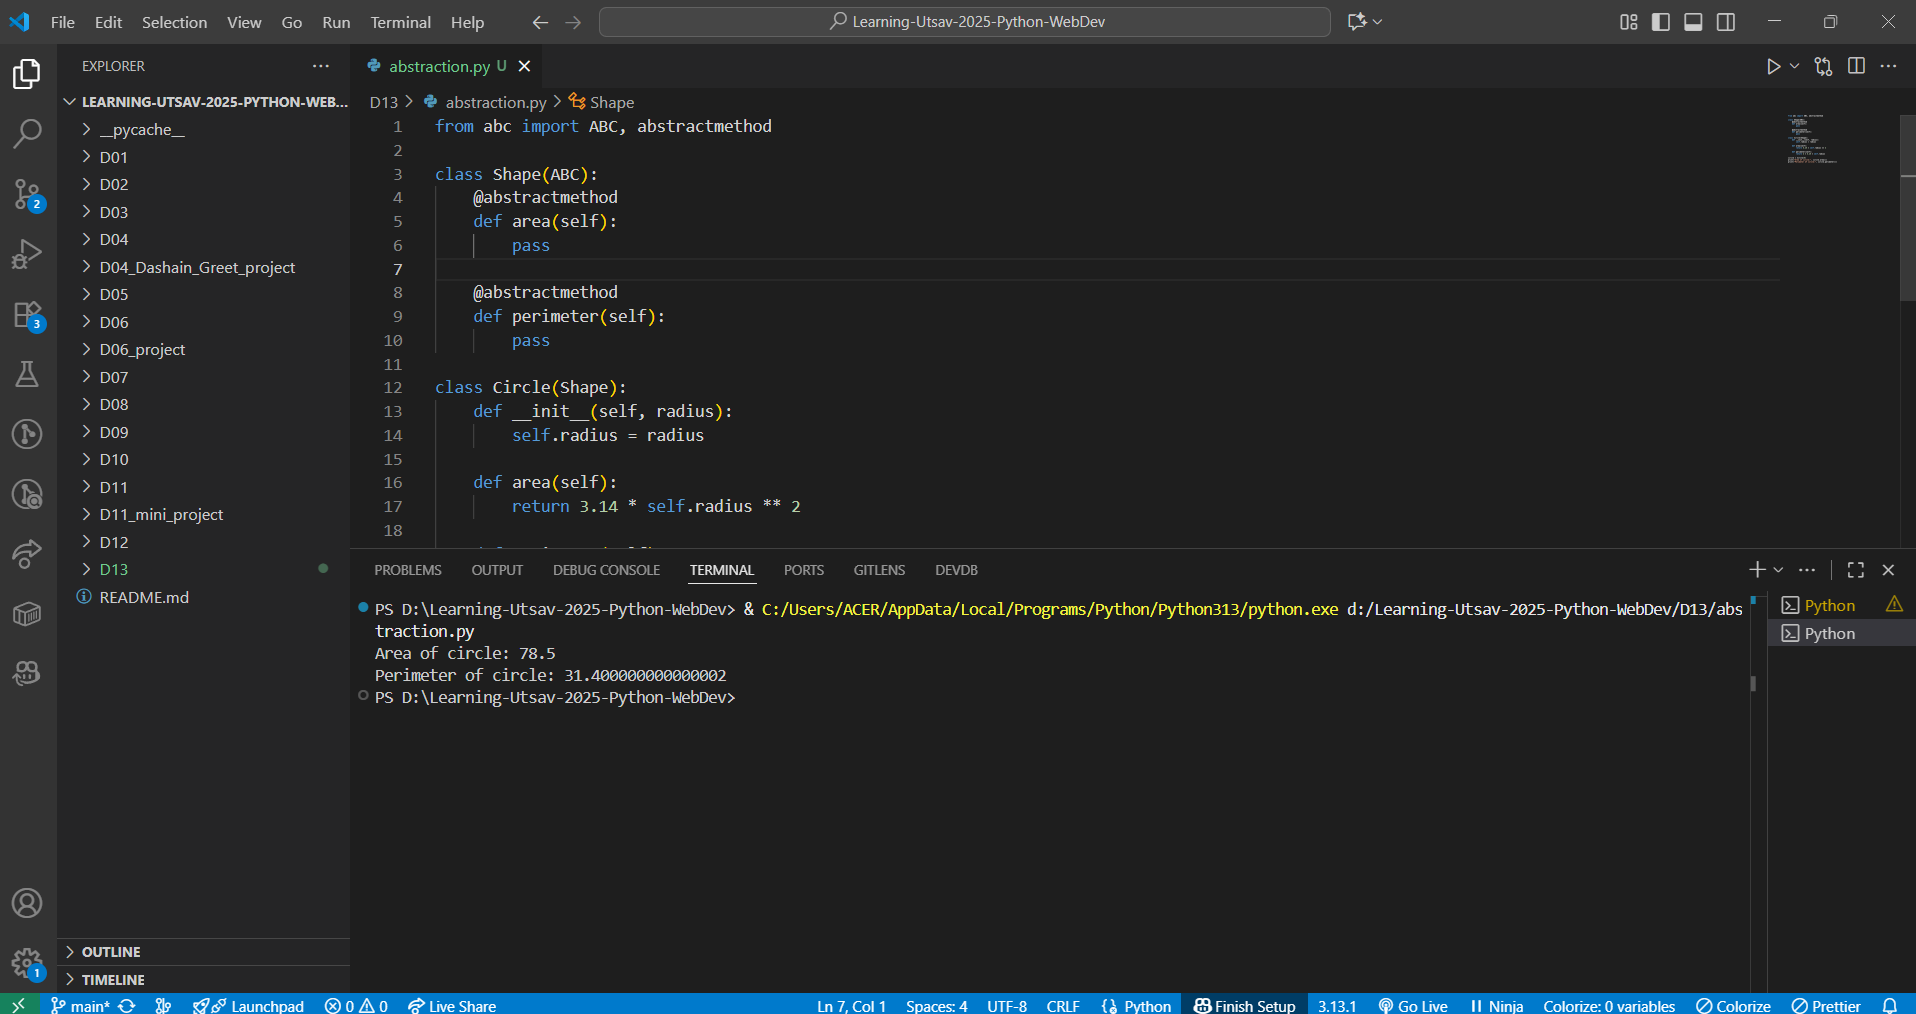 File Edit Selection View Go Run Terminal Help
Learning-Utsav-2025-Python-WebDev
EXPLORER
LEARNING-UTSAV-2025-PYTHON-WEB...
__pycache__
D01
D02
D03
D04
D04_Dashain_Greet_project
D05
D06
D06_project
D07
D08
D09
D10
D11
D11_mini_project
D12
D13
README.md
OUTLINE
TIMELINE
2
3
1
abstraction.py U
D13 > abstraction.py > Shape
1 from abc import ABC, abstractmethod
2
3 class Shape(ABC):
4 @abstractmethod
5 def area(self):
6 pass
7
8 @abstractmethod
9 def perimeter(self):
10 pass
11
12 class Circle(Shape):
13 def __init__(self, radius):
14 self.radius = radius
15
16 def area(self):
17 return 3.14 * self.radius ** 2
18
PROBLEMS OUTPUT DEBUG CONSOLE TERMINAL PORTS GITLENS DEVDB
PS D:\Learning-Utsav-2025-Python-WebDev> & C:/Users/ACER/AppData/Local/Programs/Python/Python313/python.exe d:/Learning-Utsav-2025-Python-WebDev/D13/abs
traction.py
Area of circle: 78.5
Perimeter of circle: 31.400000000000002
PS D:\Learning-Utsav-2025-Python-WebDev>
Python
Python
main* Launchpad 0 0 Live Share Ln 7, Col 1 Spaces: 4 UTF-8 CRLF Python Finish Setup 3.13.1 Go Live Ninja Colorize: 0 variables Colorize Prettier